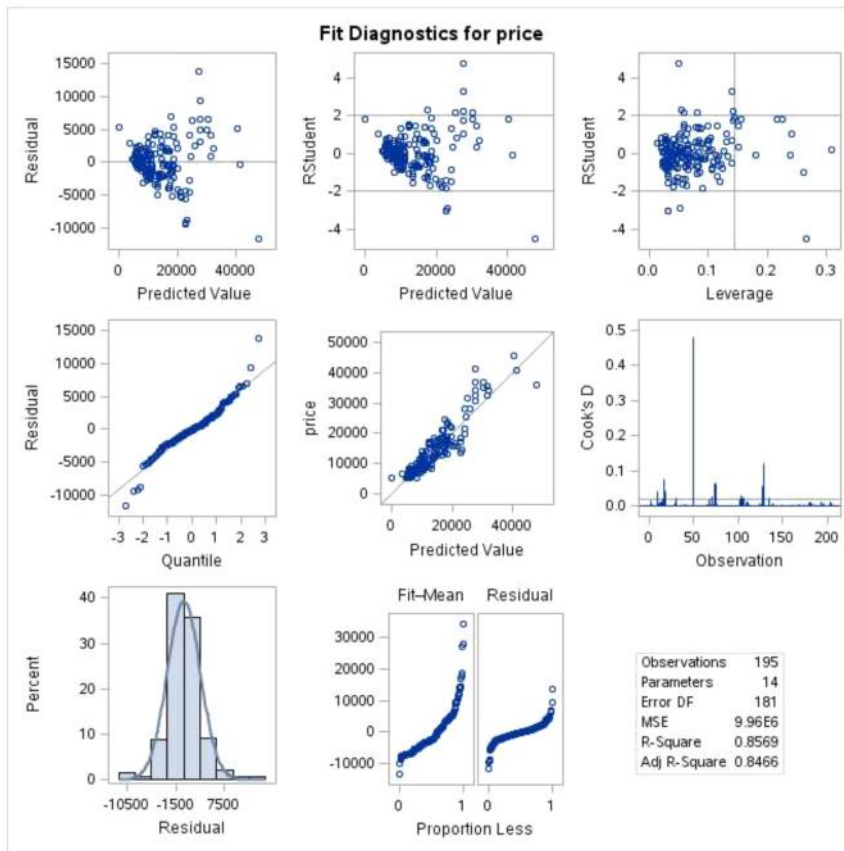 Fit Diagnostics for price
15000
10000
5000
0
-5000
-10000
Residual
0 20000 40000
Predicted Value
4
2
0
-2
-4
RStudent
0 20000 40000
Predicted Value
4
2
0
-2
-4
RStudent
0.0 0.1 0.2 0.3
Leverage
15000
10000
5000
0
-5000
-10000
Residual
-3 -2 -1 0 1 2 3
Quantile
50000
40000
30000
20000
10000
0
price
0 20000 40000
Predicted Value
0.5
0.4
0.3
0.2
0.1
0.0
Cook's D
0 50 100 150 200
Observation
40
30
20
10
0
Percent
-10500 -1500 7500
Residual
Fit–Mean Residual
30000
20000
10000
0
-10000
0 1 0 1
Proportion Less
Observations 195
Parameters 14
Error DF 181
MSE 9.96E6
R-Square 0.8569
Adj R-Square 0.8466